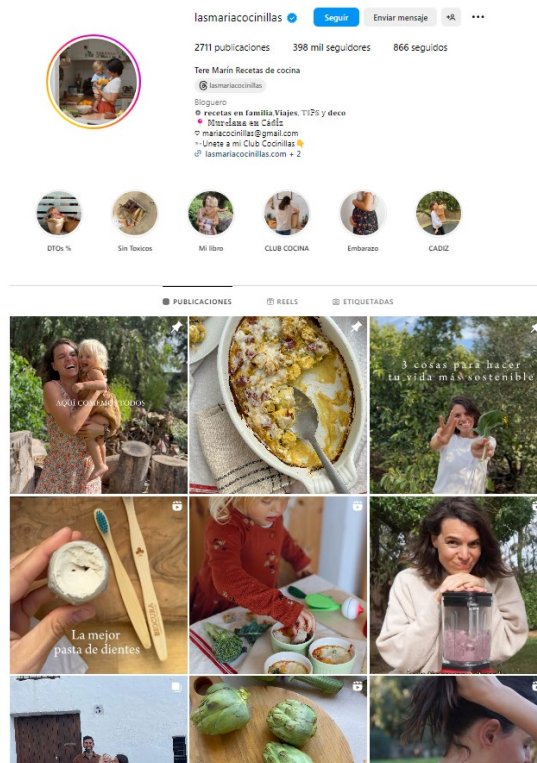 lasmariacocinillas Seguir Enviar mensaje
2711 publicaciones 398 mil seguidores 866 seguidos
Tere Marín Recetas de cocina
lasmariacocinillas
Bloguero
recetas en familia,Viajes, TIPS y deco
Murciana en Cádiz
mariacocinillas@gmail.com
Unete a mi Club Cocinillas
lasmariacocinillas.com + 2
DTOs % Sin Toxicos Mi libro CLUB COCINA Embarazo CADIZ
PUBLICACIONES REELS ETIQUETADAS
AQUÍ COMEMOS TODOS
3 cosas para hacer
tu vida más sostenible
La mejor
pasta de dientes